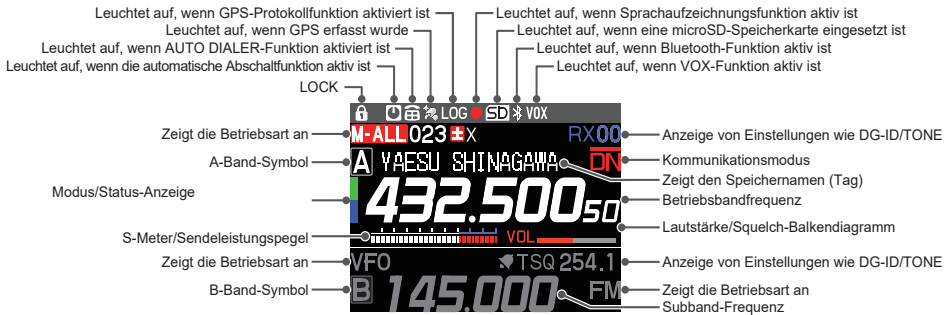 Leuchtet auf, wenn GPS-Protokollfunktion aktiviert ist
Leuchtet auf, wenn Sprachaufzeichnungsfunktion aktiv ist
Leuchtet auf, wenn GPS erfasst wurde
Leuchtet auf, wenn eine microSD-Speicherkarte eingesetzt ist
Leuchtet auf, wenn AUTO DIALER-Funktion aktiviert ist
Leuchtet auf, wenn Bluetooth-Funktion aktiv ist
Leuchtet auf, wenn die automatische Abschaltfunktion aktiv ist
Leuchtet auf, wenn VOX-Funktion aktiv ist
LOCK
LOG SD VOX
Zeigt die Betriebsart an
M-ALL 023 ±X RX00
Anzeige von Einstellungen wie DG-ID/TONE
A-Band-Symbol
A YAESU SHINAGAWA DN
Kommunikationsmodus
Zeigt den Speichernamen (Tag)
Modus/Status-Anzeige
432.500 50
Betriebsbandfrequenz
Lautstärke/Squelch-Balkendiagramm
S-Meter/Sendeleistungspegel
VOL
Zeigt die Betriebsart an
VFO TSQ 254.1
Anzeige von Einstellungen wie DG-ID/TONE
B-Band-Symbol
B 145.000 FM
Zeigt die Betriebsart an
Subband-Frequenz